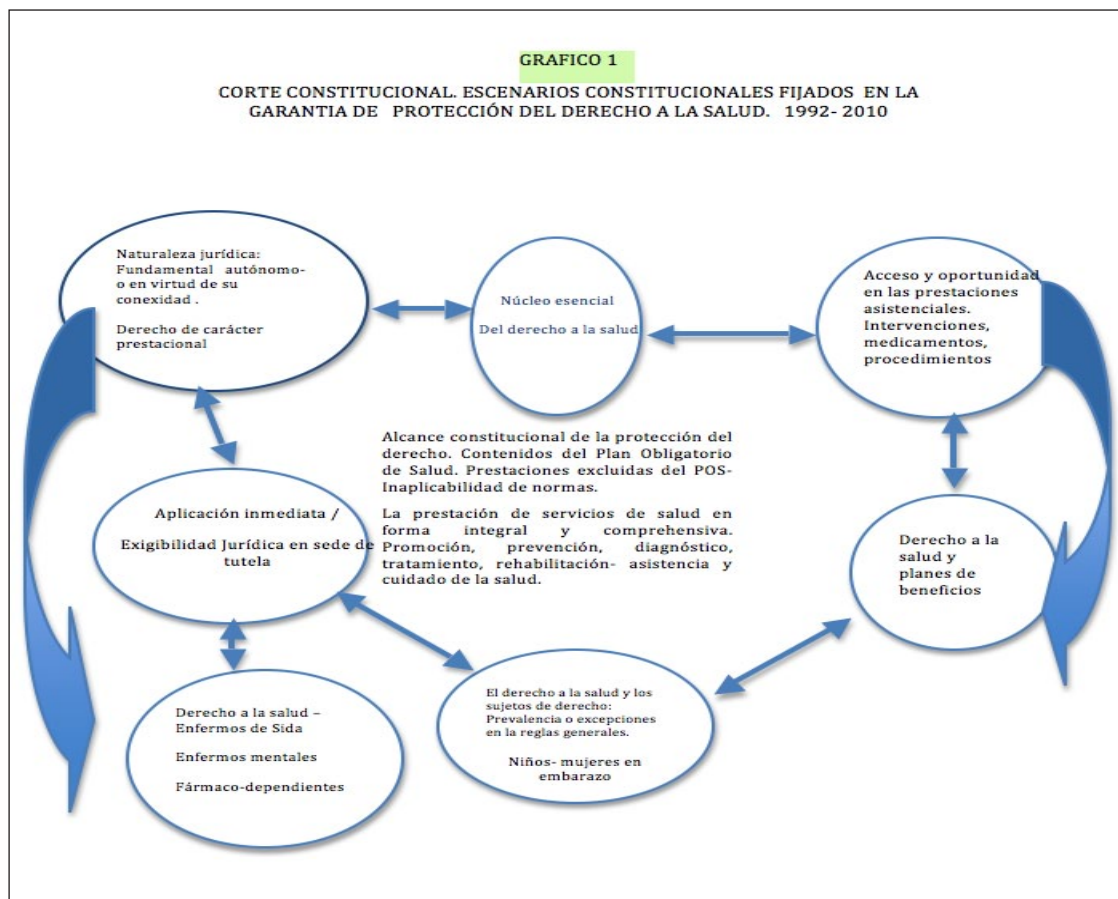 GRAFICO 1
CORTE CONSTITUCIONAL. ESCENARIOS CONSTITUCIONALES FIJADOS EN LA
GARANTIA DE PROTECCIÓN DEL DERECHO A LA SALUD. 1992- 2010
Naturaleza jurídica:
Fundamental autónomo-
o en virtud de su
conexidad .
Derecho de carácter
prestacional
Núcleo esencial
Del derecho a la salud
Acceso y oportunidad
en las prestaciones
asistenciales.
Intervenciones,
medicamentos,
procedimientos
Alcance constitucional de la protección del
derecho. Contenidos del Plan Obligatorio
de Salud. Prestaciones excluidas del POS-
Inaplicabilidad de normas.
La prestación de servicios de salud en
forma integral y comprehensiva.
Promoción, prevención, diagnóstico,
tratamiento, rehabilitación- asistencia y
cuidado de la salud.
Aplicación inmediata /
Exigibilidad Jurídica en sede de
tutela
Derecho a la
salud y
planes de
beneficios
Derecho a la salud –
Enfermos de Sida
Enfermos mentales
Fármaco-dependientes
El derecho a la salud y los
sujetos de derecho:
Prevalencia o excepciones
en la reglas generales.
Niños- mujeres en
embarazo